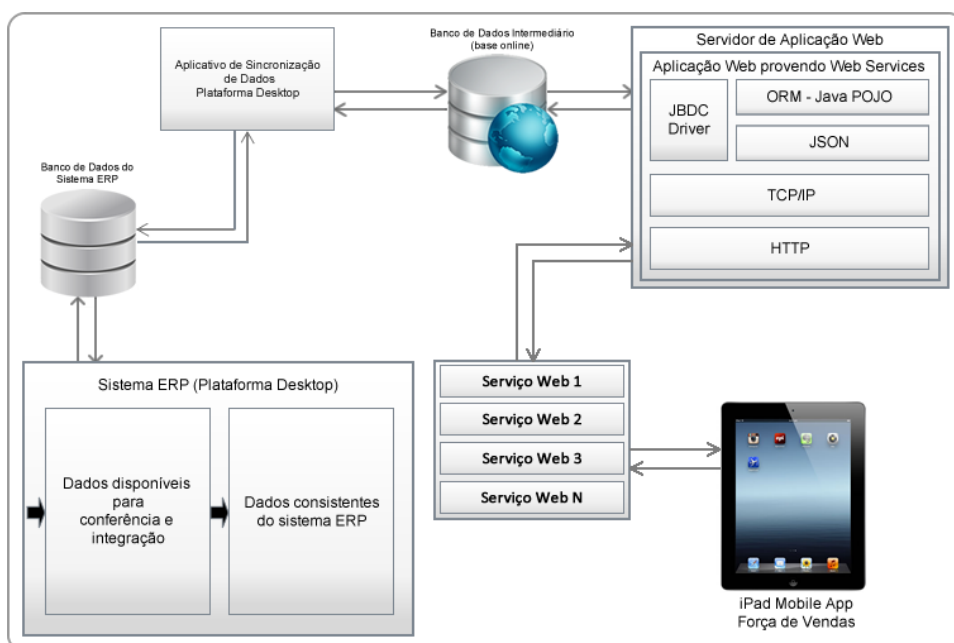 Aplicativo de Sincronização
de Dados
Plataforma Desktop
Banco de Dados Intermediário
(base online)
Servidor de Aplicação Web
Aplicação Web provendo Web Services
JBDC
Driver
ORM - Java POJO
JSON
TCP/IP
HTTP
Banco de Dados do
Sistema ERP
Sistema ERP (Plataforma Desktop)
Dados disponíveis
para
conferência e
integração
Dados consistentes
do sistema ERP
Serviço Web 1
Serviço Web 2
Serviço Web 3
Serviço Web N
iPad Mobile App
Força de Vendas